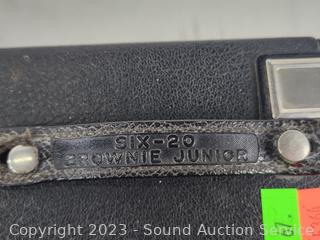 SIX-20
BROWNIE JUNIOR
Copyright 2023 - Sound Auction Service